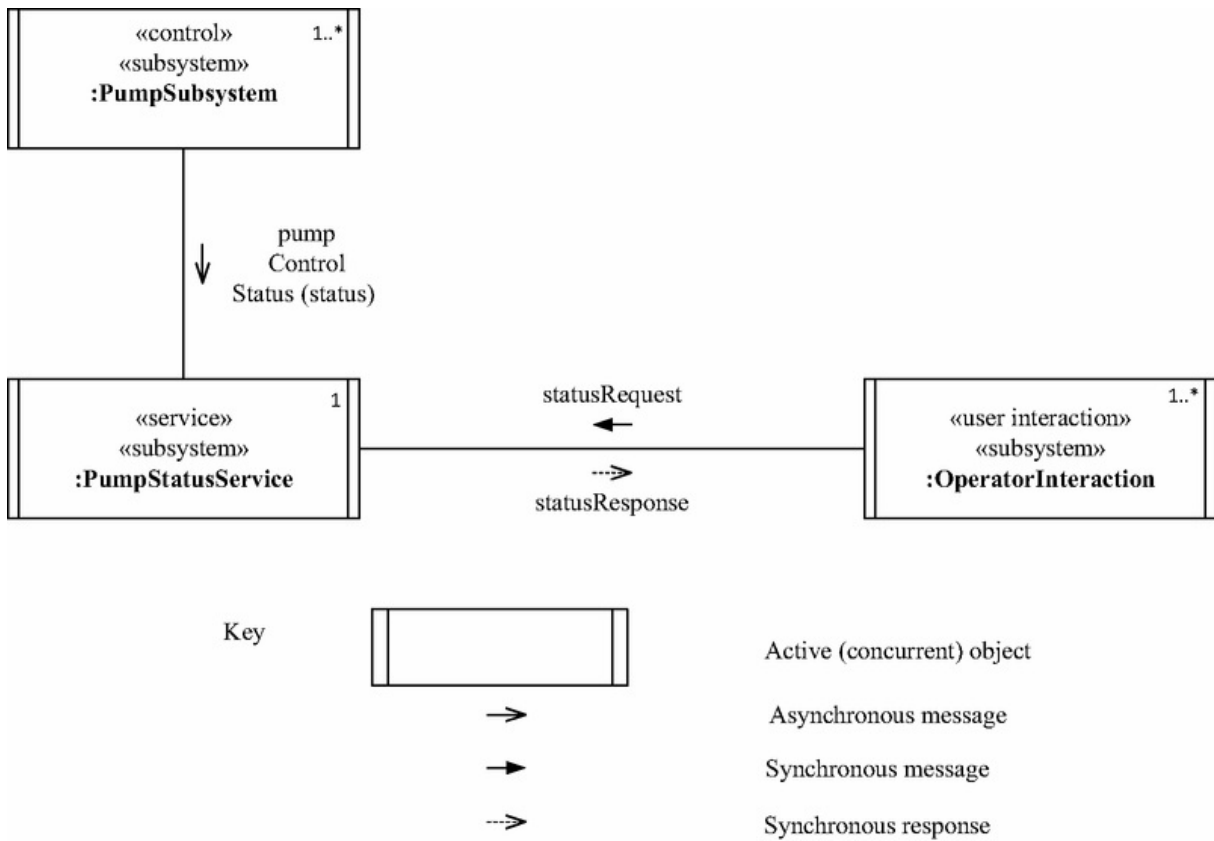 «control»
1..*
«subsystem»
:PumpSubsystem
pump
Control
Status (status)
«service»
1
«subsystem»
:PumpStatusService
statusRequest
statusResponse
«user interaction»
1..*
«subsystem»
:OperatorInteraction
Key
Active (concurrent) object
Asynchronous message
Synchronous message
Synchronous response